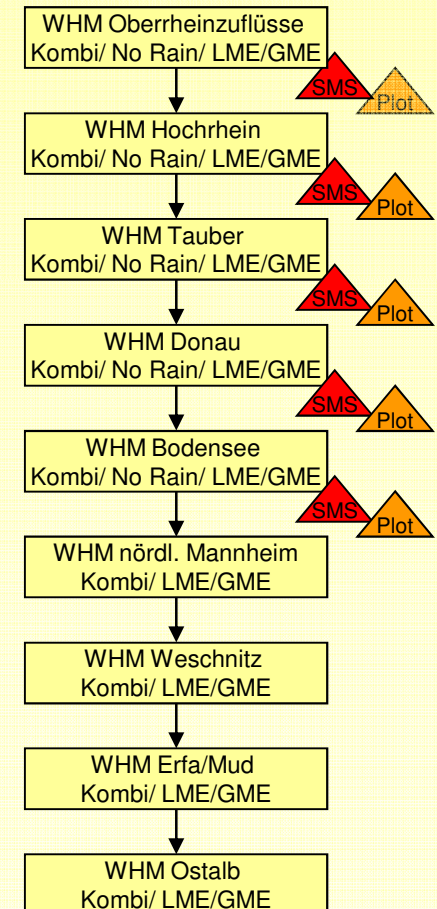 WHM Oberrheinzuflüsse
Kombi/ No Rain/ LME/GME
SMS
Plot
WHM Hochrhein
Kombi/ No Rain/ LME/GME
SMS
Plot
WHM Tauber
Kombi/ No Rain/ LME/GME
SMS
Plot
WHM Donau
Kombi/ No Rain/ LME/GME
SMS
Plot
WHM Bodensee
Kombi/ No Rain/ LME/GME
SMS
Plot
WHM nördl. Mannheim
Kombi/ LME/GME
WHM Weschnitz
Kombi/ LME/GME
WHM Erfa/Mud
Kombi/ LME/GME
WHM Ostalb
Kombi/ LME/GME